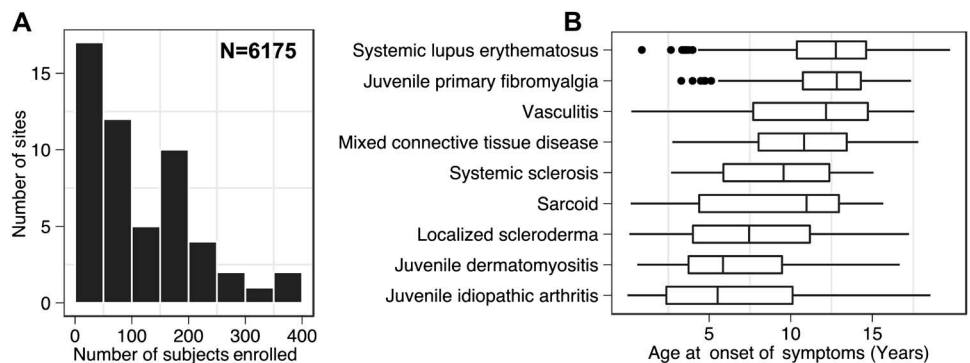 A
N=6175
Number of sites
15
10
5
0
0 100 200 300 400
Number of subjects enrolled
B
Systemic lupus erythematosus
Juvenile primary fibromyalgia
Vasculitis
Mixed connective tissue disease
Systemic sclerosis
Sarcoid
Localized scleroderma
Juvenile dermatomyositis
Juvenile idiopathic arthritis
5 10 15
Age at onset of symptoms (Years)